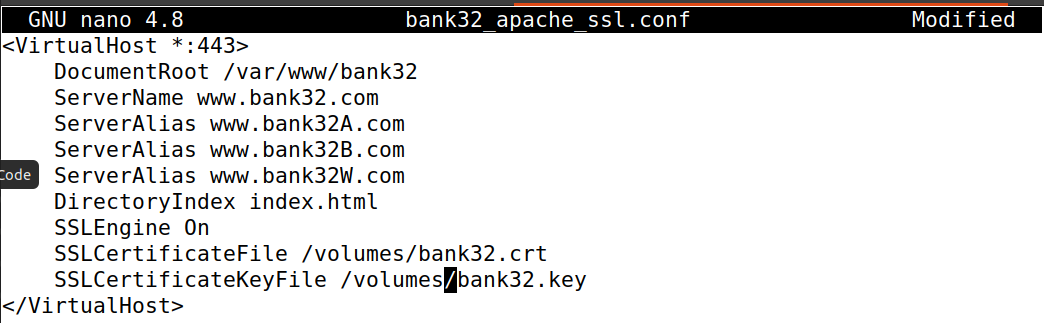 GNU nano 4.8 bank32_apache_ssl.conf Modified
<VirtualHost *:443>
    DocumentRoot /var/www/bank32
    ServerName www.bank32.com
    ServerAlias www.bank32A.com
    ServerAlias www.bank32B.com
Code
    ServerAlias www.bank32W.com
    DirectoryIndex index.html
    SSLEngine On
    SSLCertificateFile /volumes/bank32.crt
    SSLCertificateKeyFile /volumes/bank32.key
</VirtualHost>